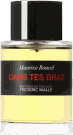 Maurice Roucel
DANS TES BRAS
FREDERIC MALLE